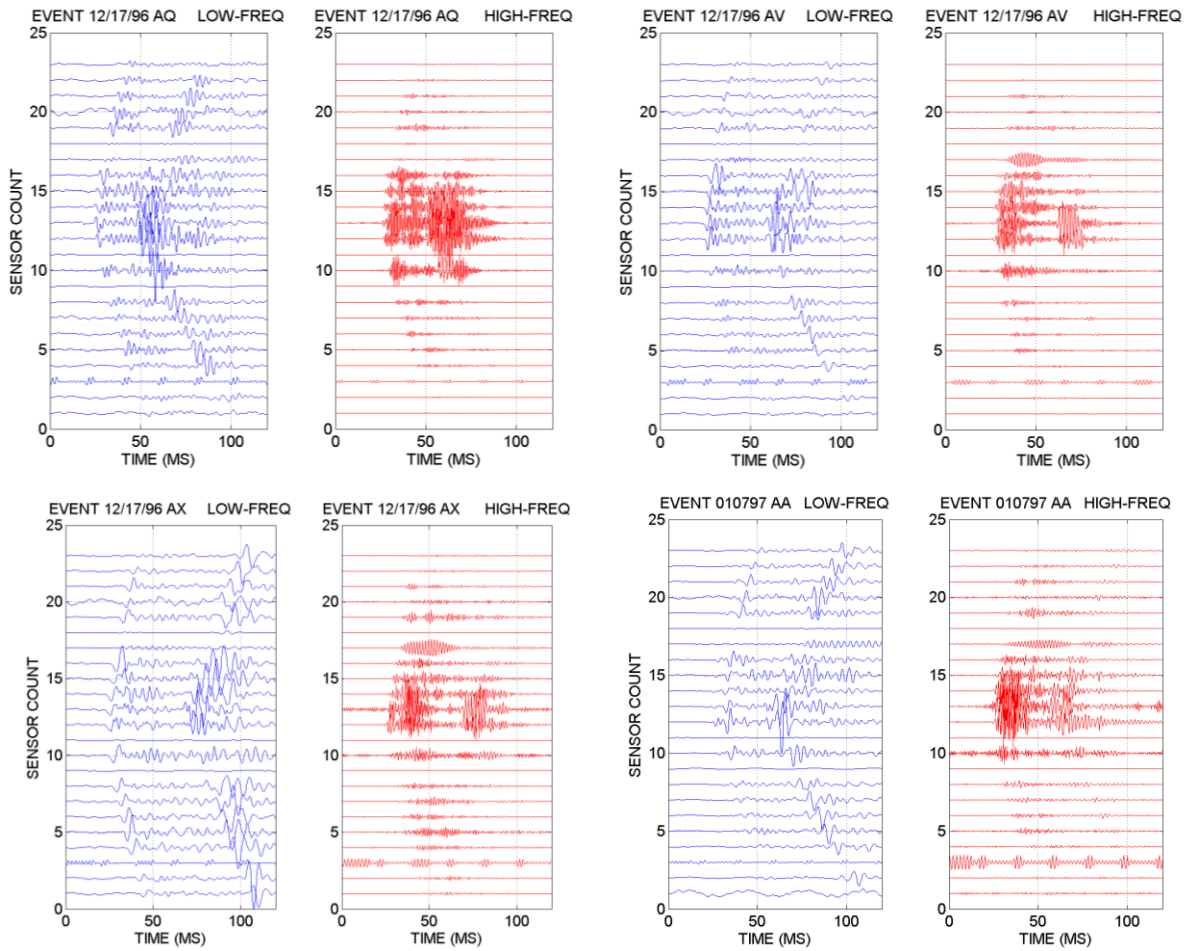 EVENT 12/17/96 AQ LOW-FREQ
25
20
15
10
5
0
SENSOR COUNT
0 50 100
TIME (MS)
EVENT 12/17/96 AQ HIGH-FREQ
25
20
15
10
5
0
0 50 100
TIME (MS)
EVENT 12/17/96 AV LOW-FREQ
25
20
15
10
5
0
SENSOR COUNT
0 50 100
TIME (MS)
EVENT 12/17/96 AV HIGH-FREQ
25
20
15
10
5
0
0 50 100
TIME (MS)
EVENT 12/17/96 AX LOW-FREQ
25
20
15
10
5
0
SENSOR COUNT
0 50 100
TIME (MS)
EVENT 12/17/96 AX HIGH-FREQ
25
20
15
10
5
0
0 50 100
TIME (MS)
EVENT 010797 AA LOW-FREQ
25
20
15
10
5
0
SENSOR COUNT
0 50 100
TIME (MS)
EVENT 010797 AA HIGH-FREQ
25
20
15
10
5
0
0 50 100
TIME (MS)